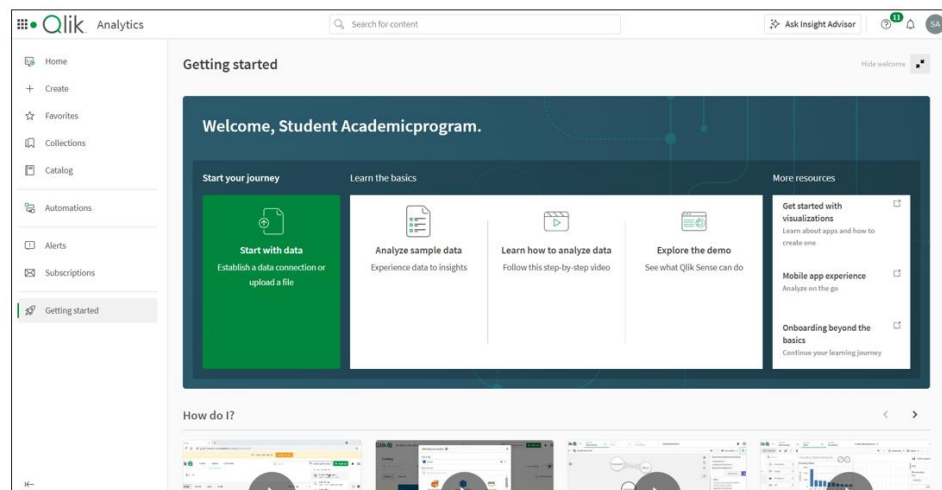 Qlik Analytics
Search for content
Ask Insight Advisor
11
SA
Home
Create
Favorites
Collections
Catalog
Automations
Alerts
Subscriptions
Getting started
Getting started
Hide welcome
Welcome, Student Academicprogram.
Start your journey
Learn the basics
More resources
Start with data
Establish a data connection or
upload a file
Analyze sample data
Experience data to insights
Learn how to analyze data
Follow this step-by-step video
Explore the demo
See what Qlik Sense can do
Get started with
visualizations
Learn about apps and how to
create one
Mobile app experience
Analyze on the go
Onboarding beyond the
basics
Continue your learning journey
How do I?